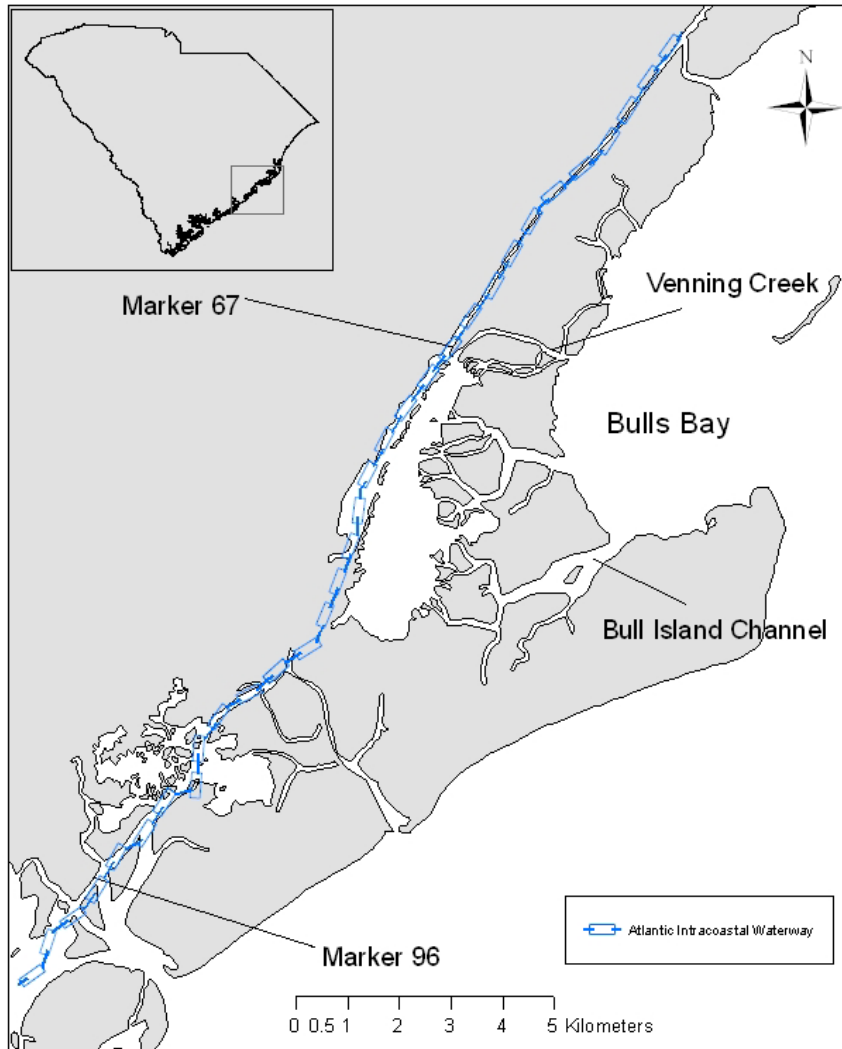 N
Marker 67
Venning Creek
Bulls Bay
Bull Island Channel
Atlantic Intracoastal Waterway
Marker 96
0 0.5 1 2 3 4 5 Kilometers